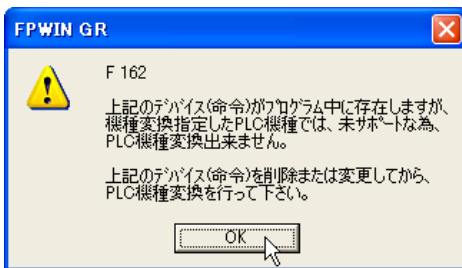 FPWIN GR
F 162
上記のﾃﾞﾊﾞｲｽ(命令)がﾌﾟﾛｸﾞﾗﾑ中に存在しますが、
機種変換指定したPLC機種では、未ｻﾎﾟｰﾄな為、
PLC機種変換出来ません。
上記のﾃﾞﾊﾞｲｽ(命令)を削除または変更してから、
PLC機種変換を行って下さい。
OK